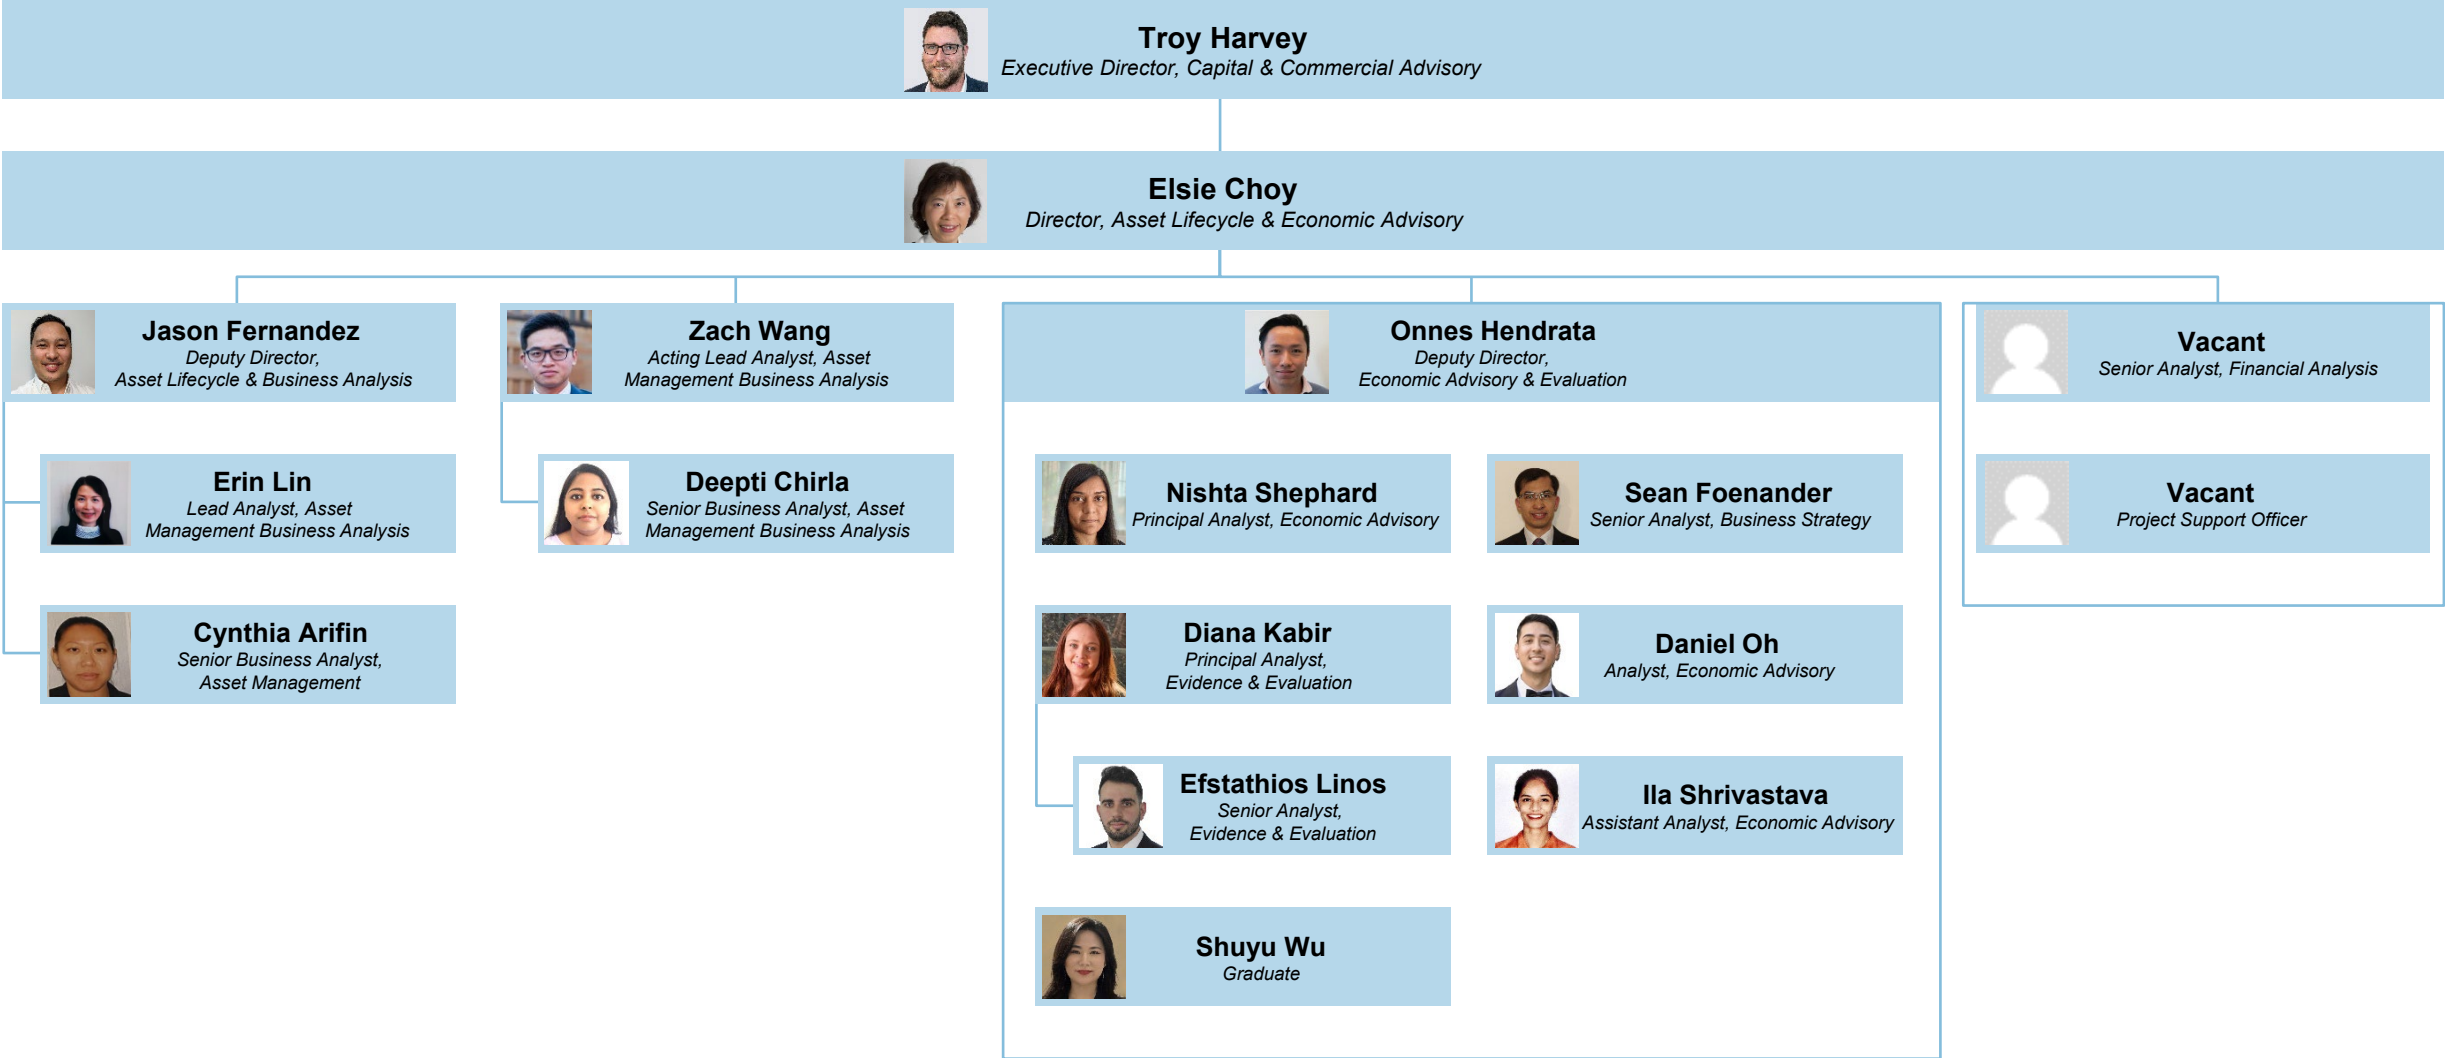 Troy Harvey
Executive Director, Capital & Commercial Advisory
Elsie Choy
Director, Asset Lifecycle & Economic Advisory
Jason Fernandez
Deputy Director,
Asset Lifecycle & Business Analysis
Erin Lin
Lead Analyst, Asset
Management Business Analysis
Cynthia Arifin
Senior Business Analyst,
Asset Management
Zach Wang
Acting Lead Analyst, Asset
Management Business Analysis
Deepti Chirla
Senior Business Analyst, Asset
Management Business Analysis
Onnes Hendrata
Deputy Director,
Economic Advisory & Evaluation
Nishta Shephard
Principal Analyst, Economic Advisory
Diana Kabir
Principal Analyst,
Evidence & Evaluation
Efstathios Linos
Senior Analyst,
Evidence & Evaluation
Shuyu Wu
Graduate
Sean Foenander
Senior Analyst, Business Strategy
Daniel Oh
Analyst, Economic Advisory
Ila Shrivastava
Assistant Analyst, Economic Advisory
Vacant
Senior Analyst, Financial Analysis
Vacant
Project Support Officer